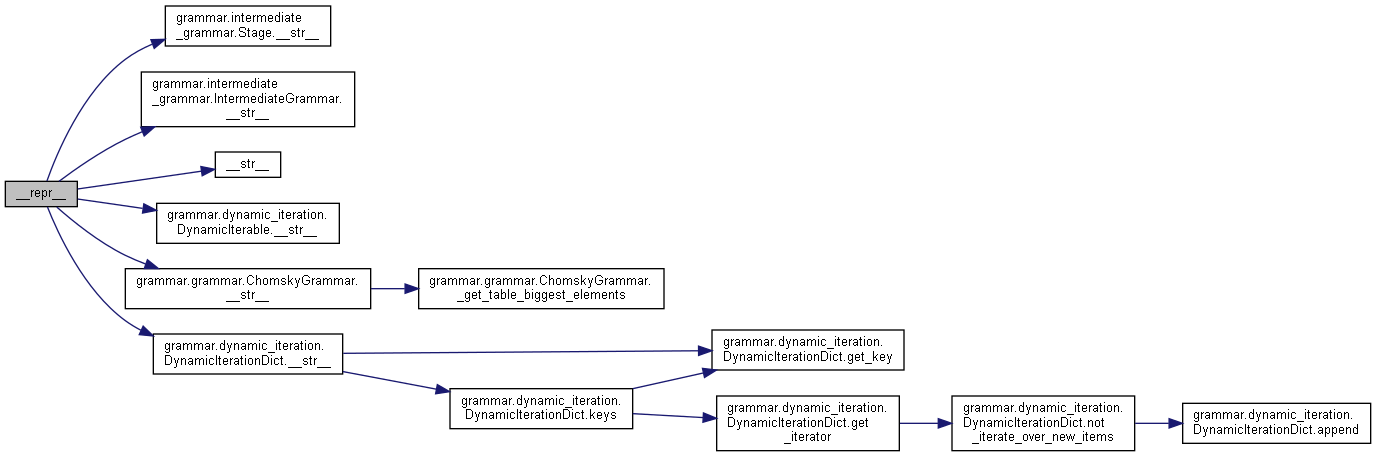 grammar.intermediate
_grammar.Stage.__str__
grammar.intermediate
_grammar.IntermediateGrammar.
__str__
__str__
__repr__
grammar.dynamic_iteration.
DynamicIterable.__str__
grammar.grammar.ChomskyGrammar.
__str__
grammar.grammar.ChomskyGrammar.
_get_table_biggest_elements
grammar.dynamic_iteration.
DynamicIterationDict.__str__
grammar.dynamic_iteration.
DynamicIterationDict.get_key
grammar.dynamic_iteration.
DynamicIterationDict.keys
grammar.dynamic_iteration.
DynamicIterationDict.get
_iterator
grammar.dynamic_iteration.
DynamicIterationDict.not
_iterate_over_new_items
grammar.dynamic_iteration.
DynamicIterationDict.append